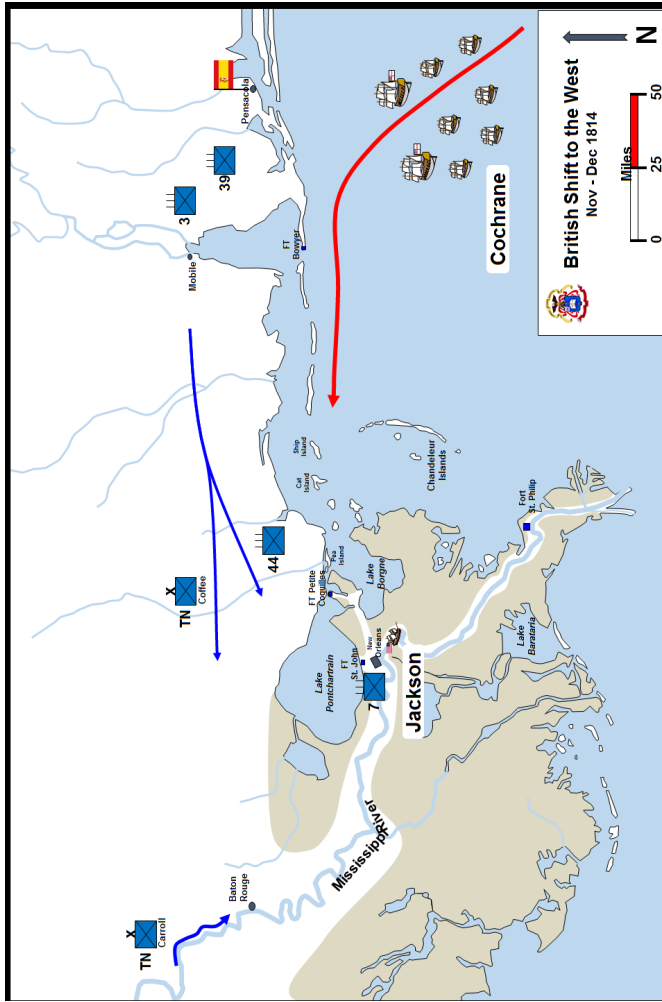 TN
X
Carroll
Baton
Rouge
Mississippi
River
TN
X
Coffee
Lake
Pontchartrain
44
FT Petite
Coquilles
Pea
Island
Lake
Borgne
FT
St. John
New
Orleans
7
Jackson
Lake
Barataria
Fort
St. Philip
Cat
Island
Ship
Island
Chandeleur
Islands
Mobile
3
39
Pensacola
FT
Bowyer
Cochrane
British Shift to the West
Nov - Dec 1814
N
0
25
50
Miles